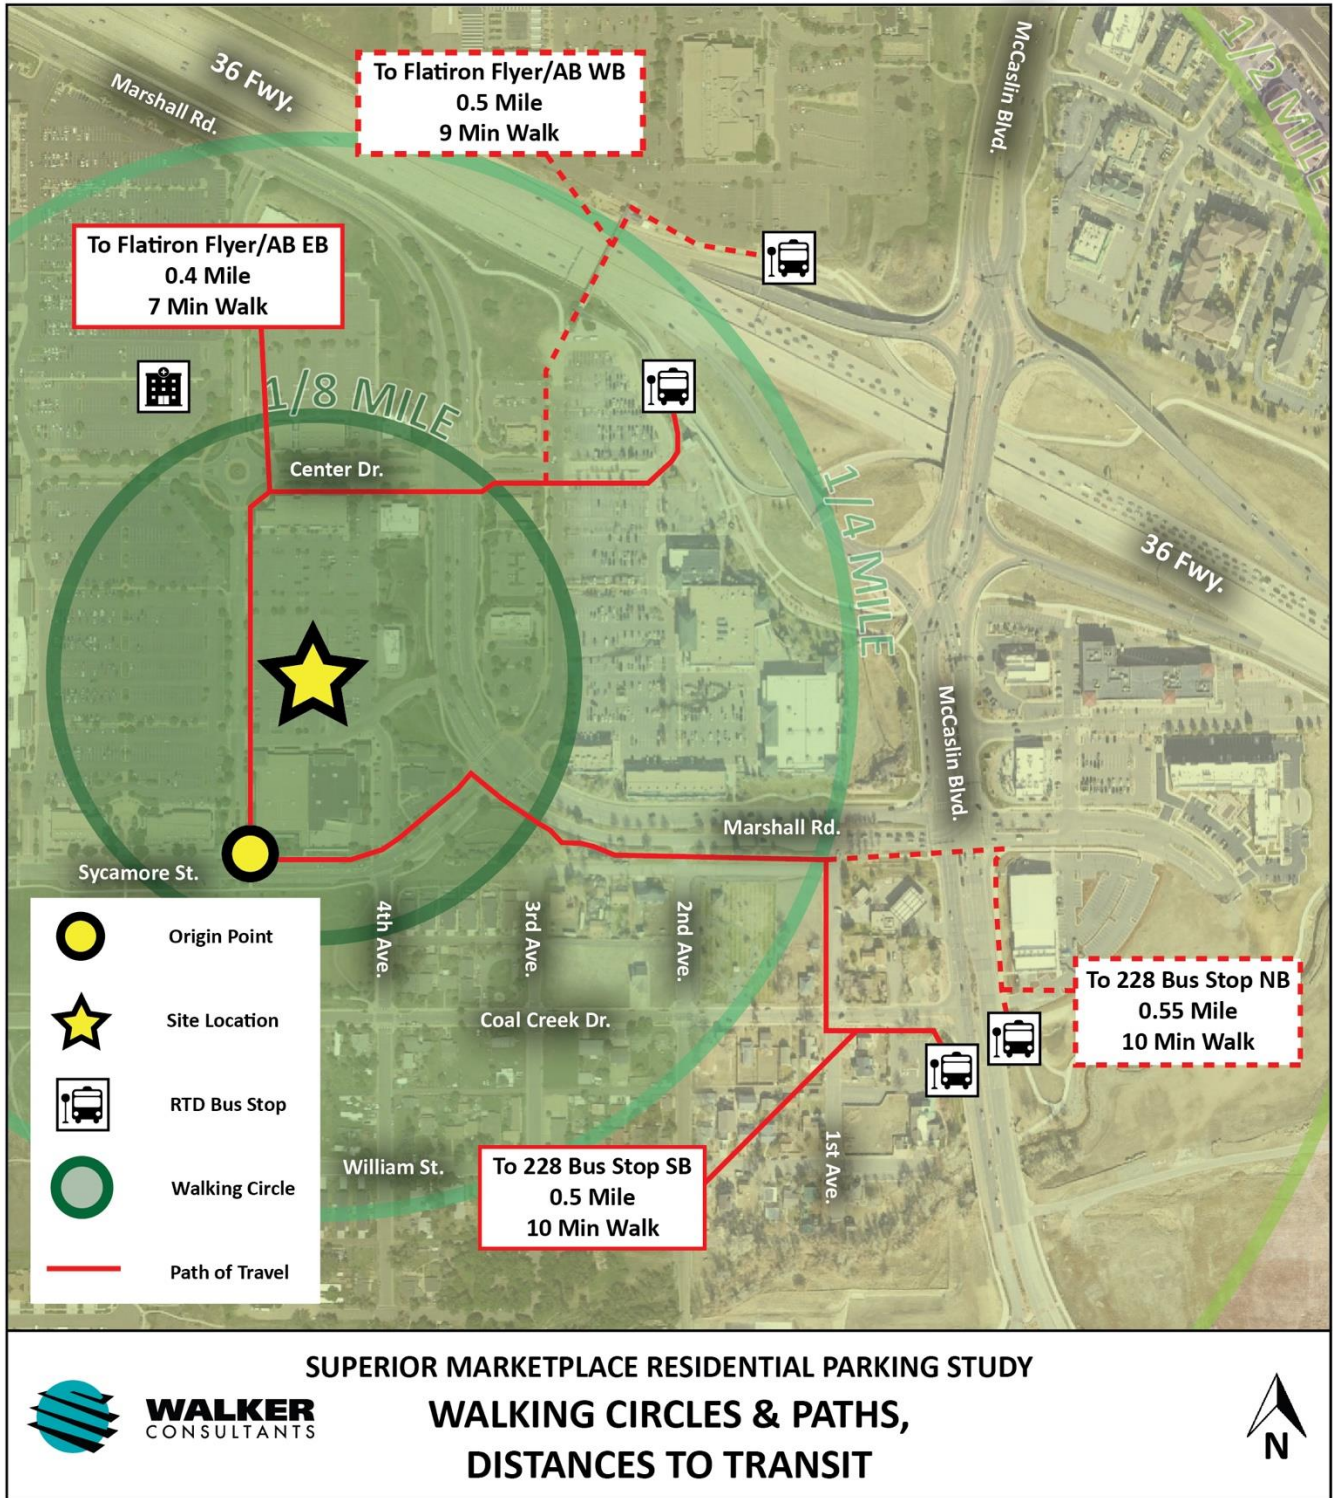 36 Fwy.
Marshall Rd.
To Flatiron Flyer/AB WB
0.5 Mile
9 Min Walk
McCaslin Blvd.
1/2 MILE
To Flatiron Flyer/AB EB
0.4 Mile
7 Min Walk
1/8 MILE
Center Dr.
1/4 MILE
36 Fwy.
McCaslin Blvd.
Marshall Rd.
Sycamore St.
4th Ave.
3rd Ave.
2nd Ave.
Coal Creek Dr.
To 228 Bus Stop NB
0.55 Mile
10 Min Walk
William St.
To 228 Bus Stop SB
0.5 Mile
10 Min Walk
1st Ave.
Origin Point
Site Location
RTD Bus Stop
Walking Circle
Path of Travel
WALKER
CONSULTANTS
SUPERIOR MARKETPLACE RESIDENTIAL PARKING STUDY
WALKING CIRCLES & PATHS,
DISTANCES TO TRANSIT
N